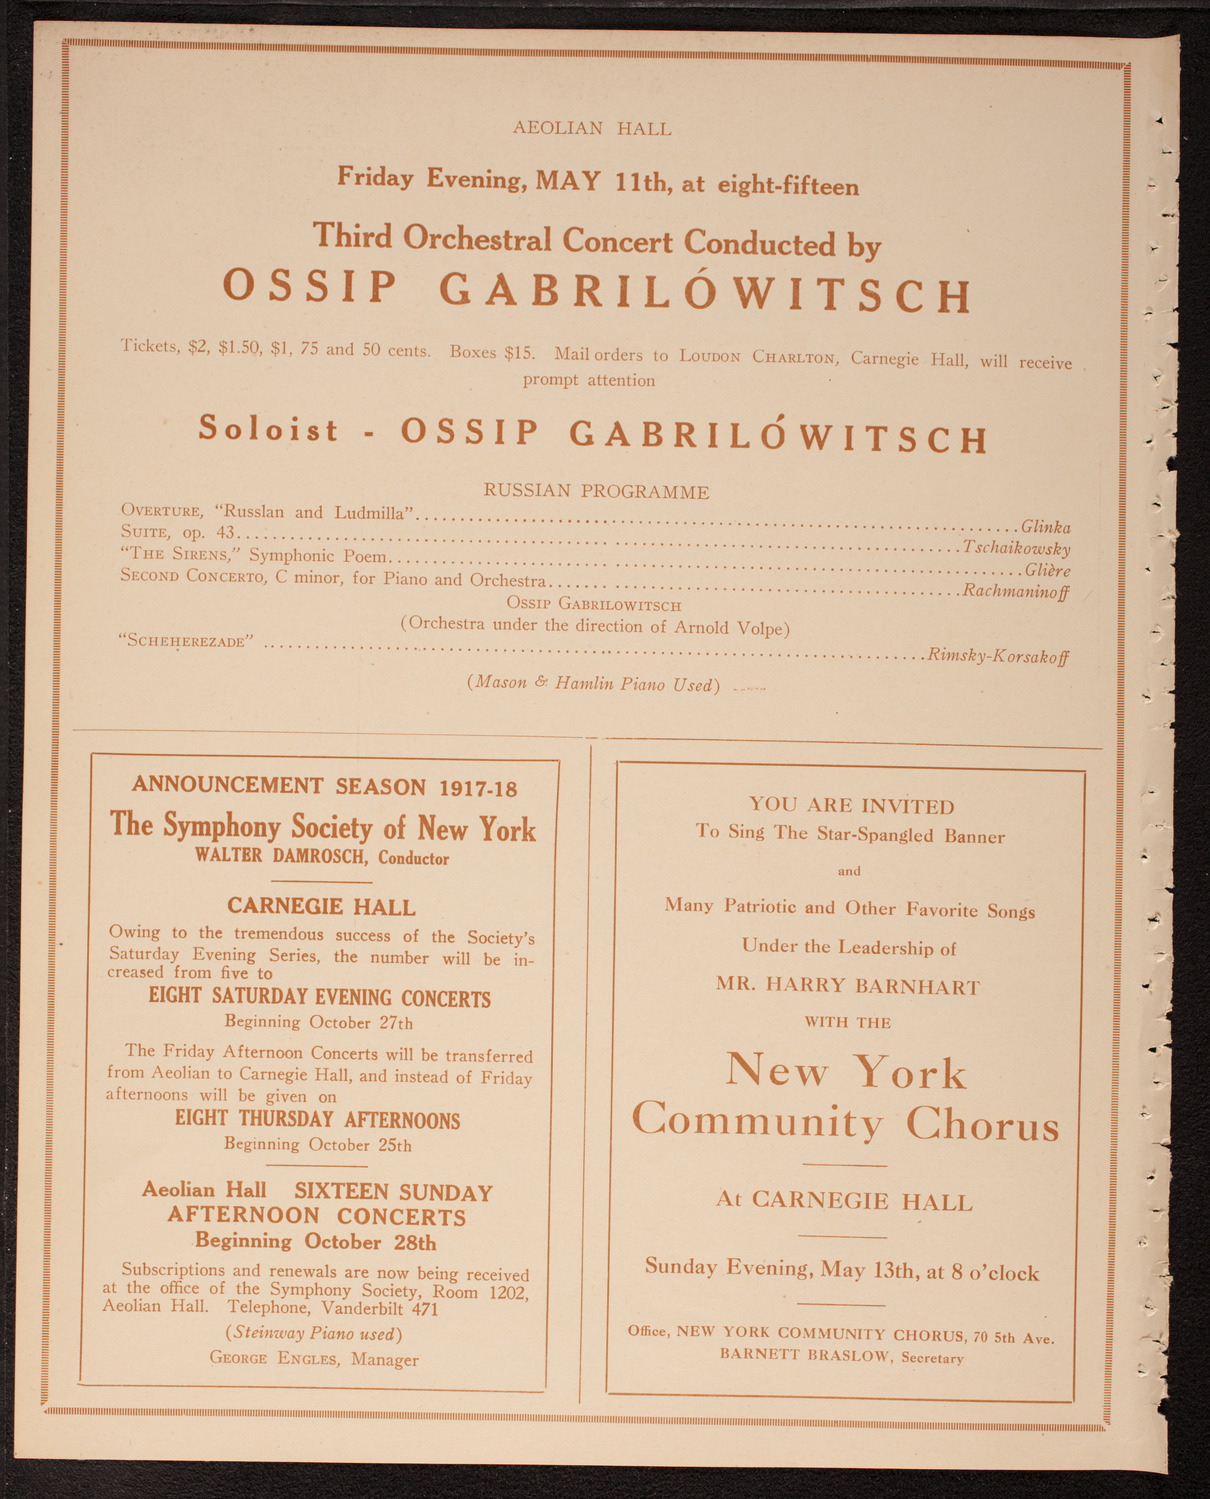 AEOLIAN HALL
Friday Evening, MAY 11th, at eight-fifteen
Third Orchestral Concert Conducted by
OSSIP GABRILÓWITSCH
Tickets, $2, $1.50, $1, 75 and 50 cents. Boxes $15. Mail orders to LOUDON CHARLTON, Carnegie Hall, will receive
prompt attention
Soloist - OSSIP GABRILÓWITSCH
RUSSIAN PROGRAMME
OVERTURE, "Russlan and Ludmilla"..........Glinka
SUITE, op. 43..........Tschaikowsky
"THE SIRENS," Symphonic Poem..........Glière
SECOND CONCERTO, C minor, for Piano and Orchestra..........Rachmaninoff
OSSIP GABRILOWITSCH
(Orchestra under the direction of Arnold Volpe)
"SCHEHEREZADE" ..........Rimsky-Korsakoff
(Mason & Hamlin Piano Used)
ANNOUNCEMENT SEASON 1917-18
The Symphony Society of New York
WALTER DAMROSCH, Conductor
CARNEGIE HALL
Owing to the tremendous success of the Society's
Saturday Evening Series, the number will be in-
creased from five to
EIGHT SATURDAY EVENING CONCERTS
Beginning October 27th
The Friday Afternoon Concerts will be transferred
from Aeolian to Carnegie Hall, and instead of Friday
afternoons will be given on
EIGHT THURSDAY AFTERNOONS
Beginning October 25th
Aeolian Hall SIXTEEN SUNDAY
AFTERNOON CONCERTS
Beginning October 28th
Subscriptions and renewals are now being received
at the office of the Symphony Society, Room 1202,
Aeolian Hall. Telephone, Vanderbilt 471
(Steinway Piano used)
GEORGE ENGLES, Manager
YOU ARE INVITED
To Sing The Star-Spangled Banner
and
Many Patriotic and Other Favorite Songs
Under the Leadership of
MR. HARRY BARNHART
WITH THE
New York
Community Chorus
At CARNEGIE HALL
Sunday Evening, May 13th, at 8 o'clock
Office, NEW YORK COMMUNITY CHORUS, 70 5th Ave.
BARNETT BRASLOW, Secretary